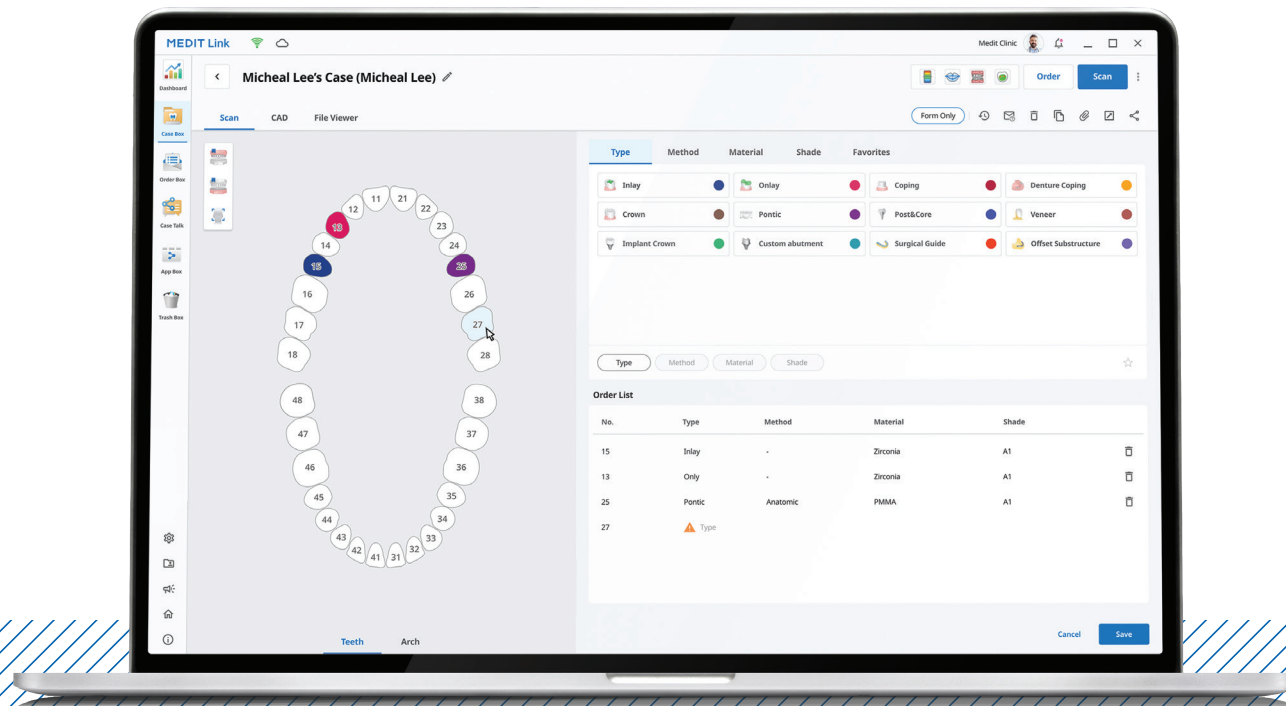 MEDIT Link
Medit Clinic
Dashboard
Case Box
Order Box
Case Talk
App Box
Trash Box
Micheal Lee's Case (Micheal Lee)
Order
Scan
Scan CAD File Viewer
Form Only
11 21
12 22
13 23
14 24
15 25
16 26
17 27
18 28
48 38
47 37
46 36
45 35
44 34
43 33
42 41 31 32
Teeth Arch
Type Method Material Shade Favorites
Inlay Onlay Coping Denture Coping
Crown Pontic Post&Core Veneer
Implant Crown Custom abutment Surgical Guide Offset Substructure
Type Method Material Shade
Order List
No. Type Method Material Shade
15 Inlay - Zirconia A1
13 Only - Zirconia A1
25 Pontic Anatomic PMMA A1
27 Type
Cancel Save